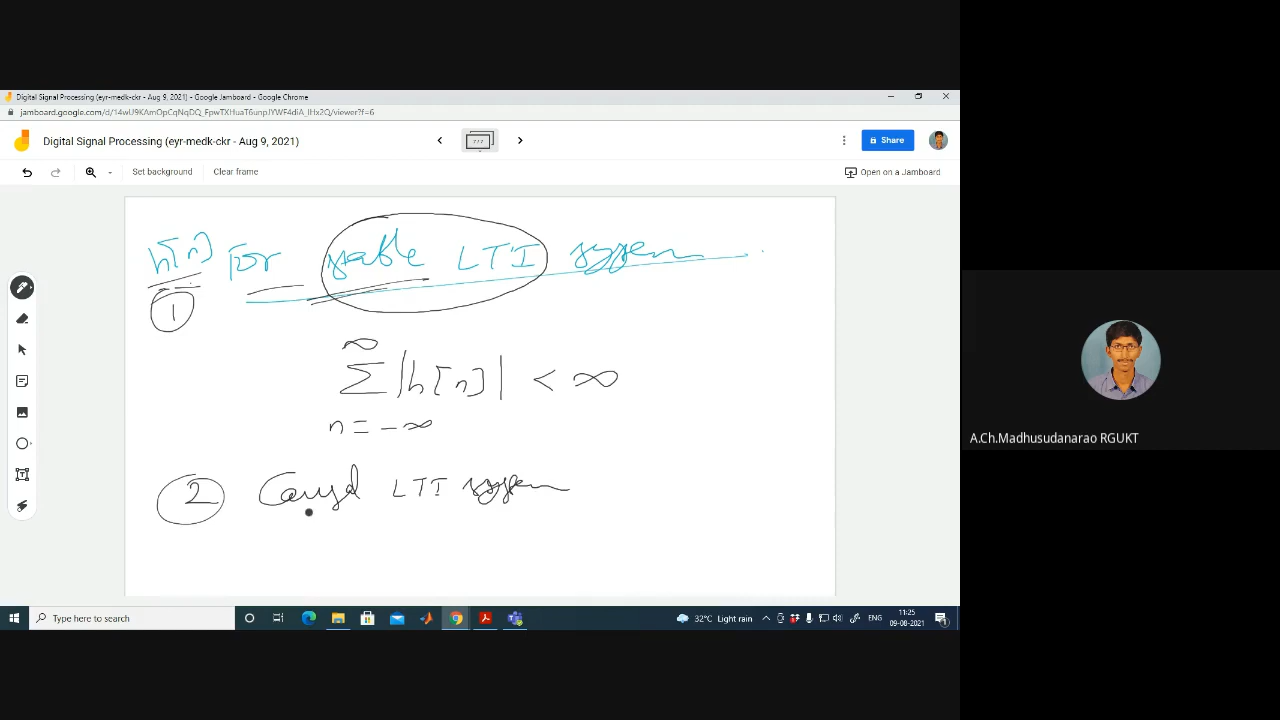 Digital Signal Processing (eyr-medk-ckr - Aug 9, 2021) - Google Jamboard - Google Chrome
Digital Signal Processing (eyr-medk-ckr - Aug 9, 2021)
Share
Set background
Clear frame
Open on a Jamboard
h[n] For stable LTI system
1
∞
Σ |h[n]| < ∞
n = -∞
2 Causal LTI system
A.Ch.Madhusudanarao RGUKT
Type here to search
32°C Light rain
ENG
11:25
09-08-2021